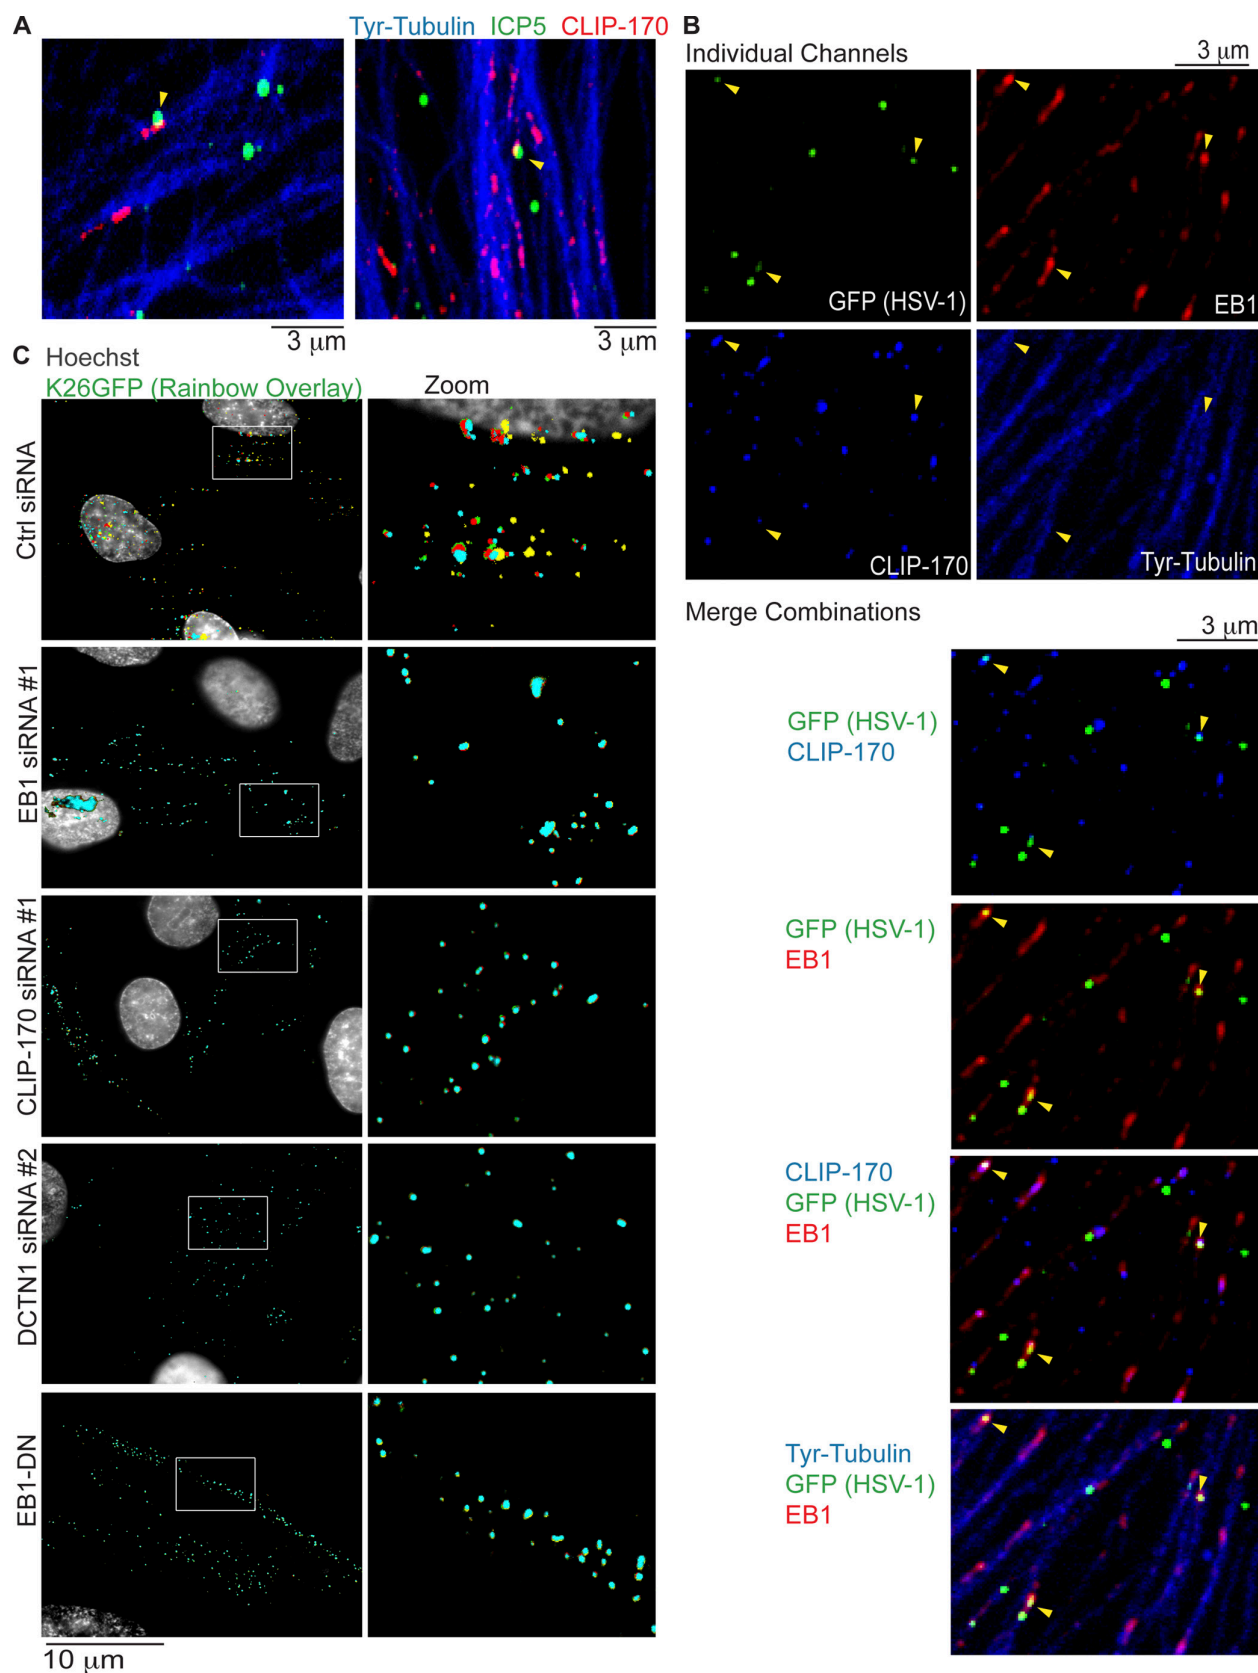 A
Tyr-Tubulin ICP5 CLIP-170
3 μm
3 μm
B
Individual Channels
3 μm
GFP (HSV-1)
EB1
CLIP-170
Tyr-Tubulin
Merge Combinations
3 μm
GFP (HSV-1)
CLIP-170
GFP (HSV-1)
EB1
CLIP-170
GFP (HSV-1)
EB1
Tyr-Tubulin
GFP (HSV-1)
EB1
C
Hoechst
K26GFP (Rainbow Overlay)
Zoom
Ctrl siRNA
EB1 siRNA #1
CLIP-170 siRNA #1
DCTN1 siRNA #2
EB1-DN
10 μm